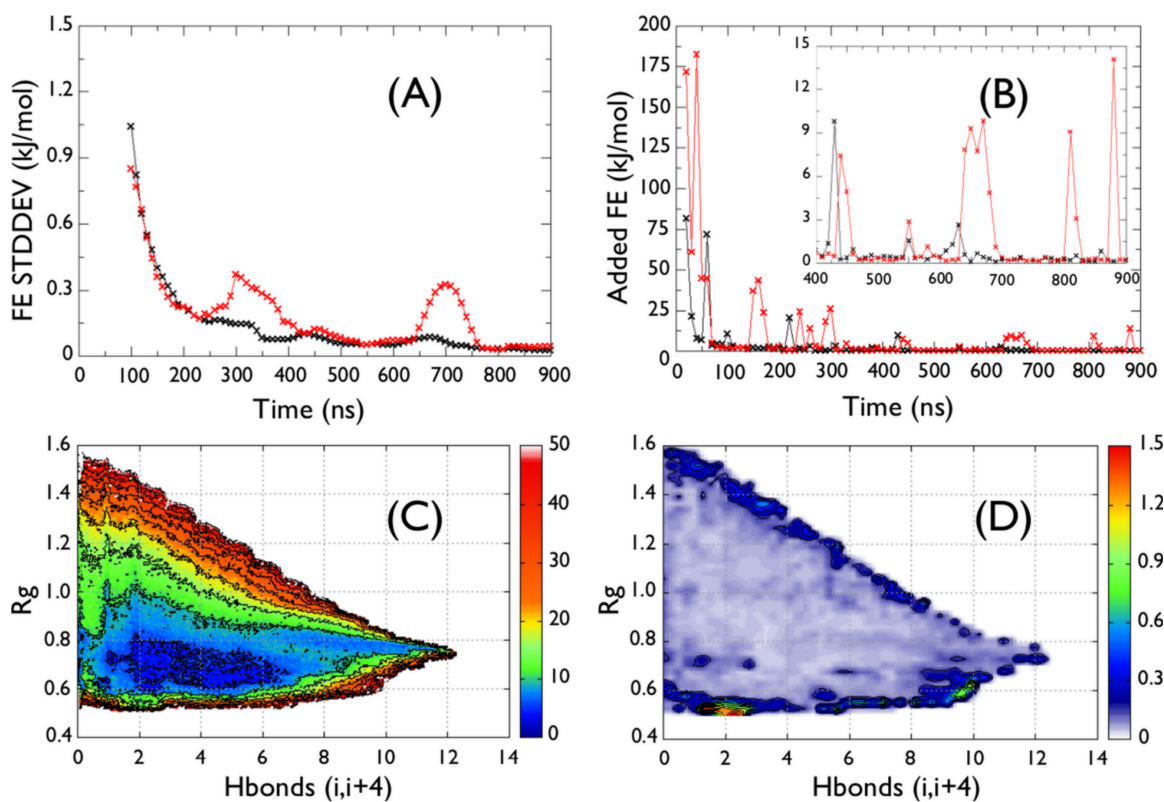 1.5
1.2
0.9
0.6
0.3
0
FE STDDEV (kJ/mol)
(A)
100 200 300 400 500 600 700 800 900
Time (ns)
200
175
150
125
100
75
50
25
0
Added FE (kJ/mol)
15
12
9
6
3
0
(B)
400 500 600 700 800 900
0 100 200 300 400 500 600 700 800 900
Time (ns)
1.6
1.4
1.2
1.0
0.8
0.6
0.4
Rg
(C)
0 2 4 6 8 10 12 14
Hbonds (i,i+4)
50
40
30
20
10
0
1.6
1.4
1.2
1.0
0.8
0.6
0.4
Rg
(D)
0 2 4 6 8 10 12 14
Hbonds (i,i+4)
1.5
1.2
0.9
0.6
0.3
0